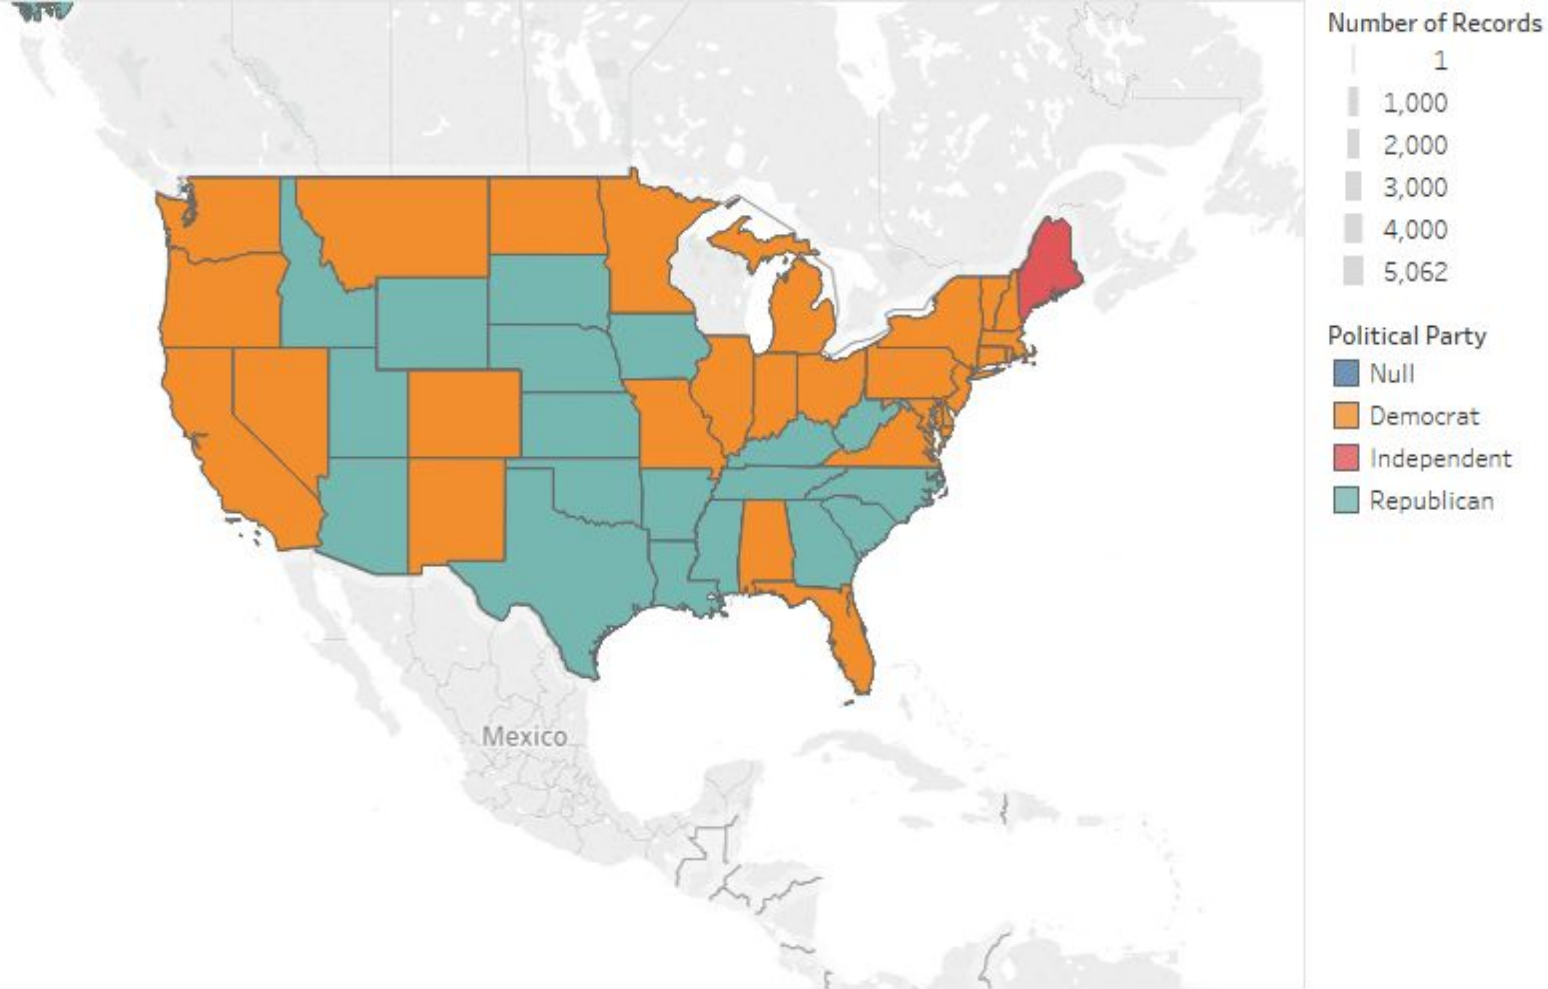 Number of Records
1
1,000
2,000
3,000
4,000
5,062
Political Party
Null
Democrat
Independent
Republican
Mexico